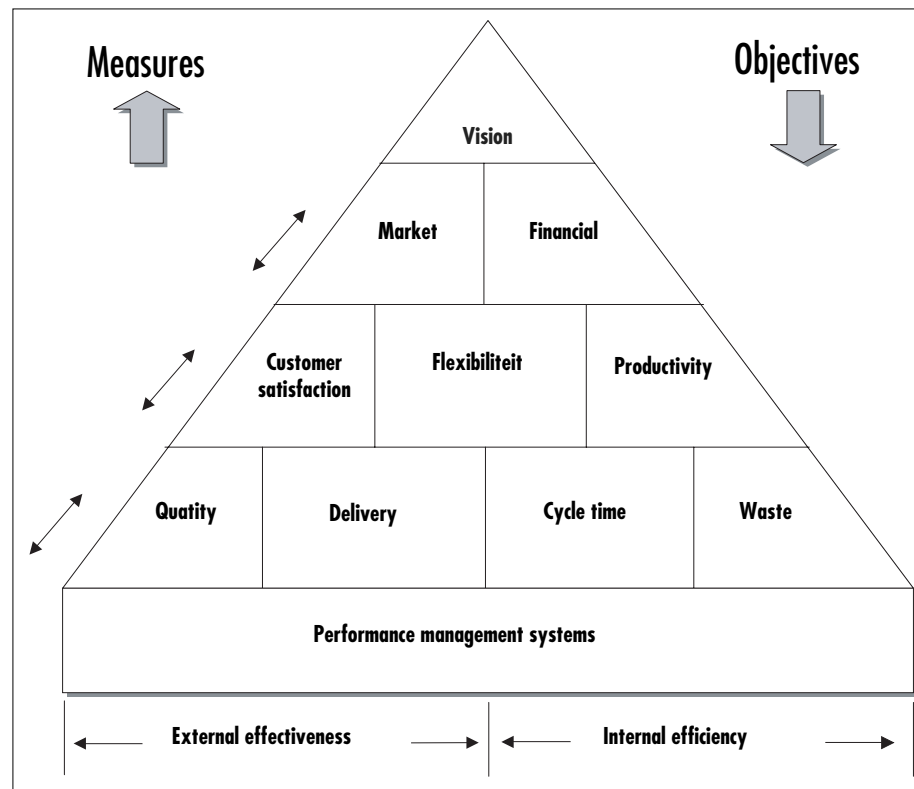 Measures
Objectives
Vision
Market
Financial
Customer
satisfaction
Flexibiliteit
Productivity
Quatity
Delivery
Cycle time
Waste
Performance management systems
External effectiveness
Internal efficiency